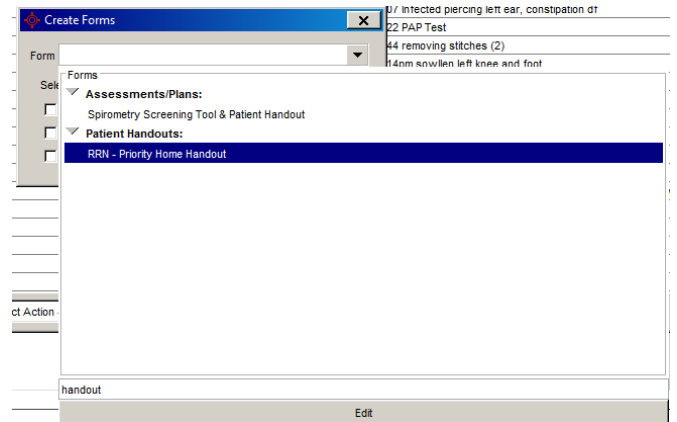 07 Infected piercing left ear, constipation df
Create Forms
X
22 PAP Test
44 removing stitches (2)
Form
14pm sowllen left knee and foot
Forms
Sele
Assessments/Plans:
Spirometry Screening Tool & Patient Handout
Patient Handouts:
RRN - Priority Home Handout
ct Action
handout
Edit